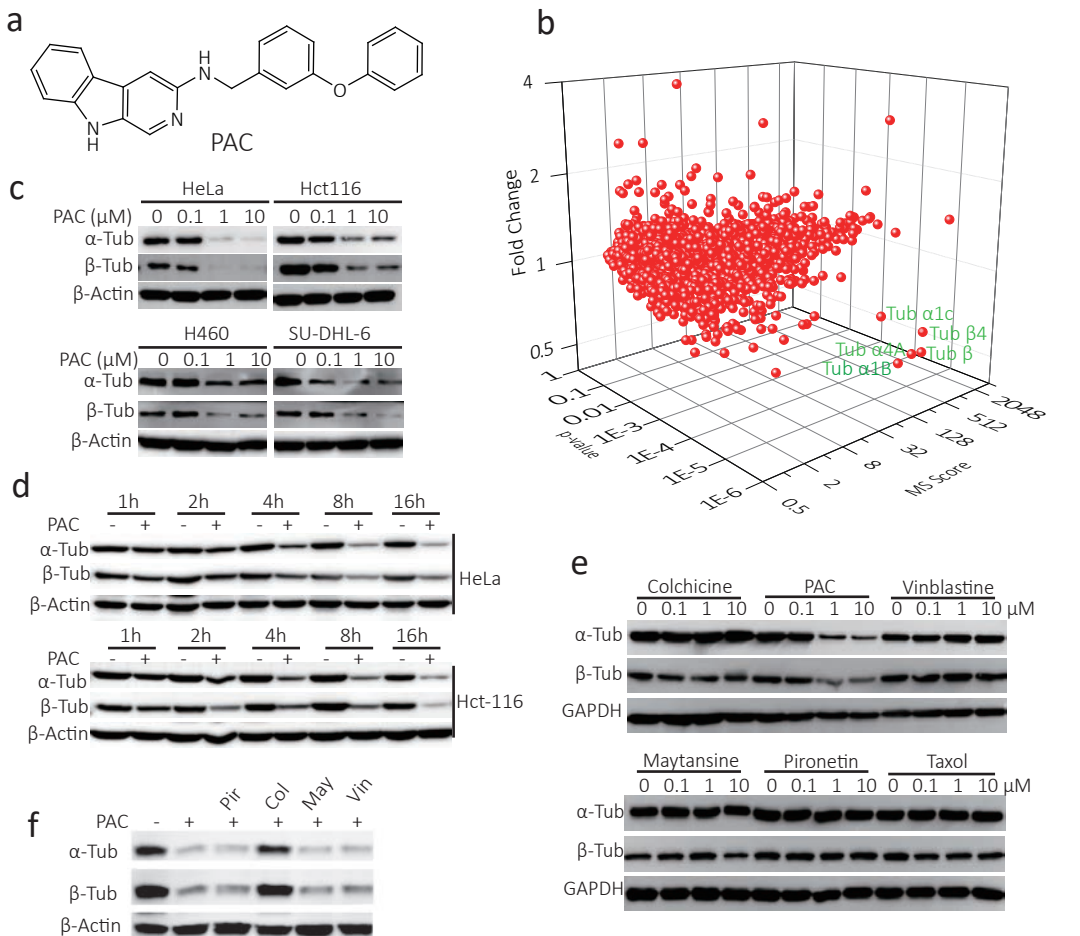 a
H
N
O
N
N
H
PAC
b
4
2
1
0.5
Fold Change
1
0.1
0.01
1E-3
1E-4
1E-5
1E-6
p-value
0.5
2
8
32
128
512
2048
MS Score
Tub α1c
Tub β4
Tub α4A
Tub β
Tub α1B
c
HeLa Hct116
PAC (μM) 0 0.1 1 10 0 0.1 1 10
α-Tub
β-Tub
β-Actin
H460 SU-DHL-6
PAC (μM) 0 0.1 1 10 0 0.1 1 10
α-Tub
β-Tub
β-Actin
d
1h 2h 4h 8h 16h
PAC - + - + - + - + - +
α-Tub
β-Tub
HeLa
β-Actin
1h 2h 4h 8h 16h
PAC - + - + - + - + - +
α-Tub
β-Tub
Hct-116
β-Actin
e
Colchicine PAC Vinblastine
0 0.1 1 10 0 0.1 1 10 0 0.1 1 10 μM
α-Tub
β-Tub
GAPDH
Maytansine Pironetin Taxol
0 0.1 1 10 0 0.1 1 10 0 0.1 1 10 μM
α-Tub
β-Tub
GAPDH
f
Pir Col May Vin
PAC - + + + + +
α-Tub
β-Tub
β-Actin